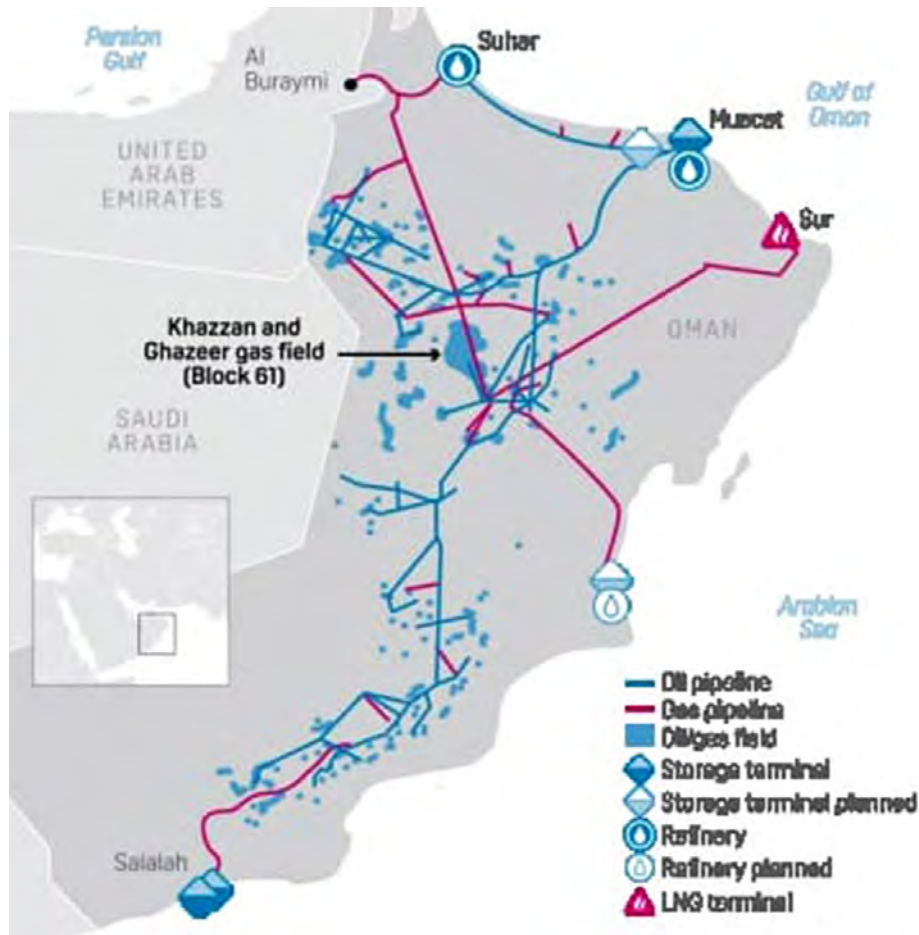 Persian
Gulf
Suhar
Al
Buraymi
Gulf of
Oman
Muscat
UNITED
ARAB
EMIRATES
Sur
Khazzan and
Ghazeer gas field
(Block 61)
OMAN
SAUDI
ARABIA
Arabian
Sea
Oil pipeline
Gas pipeline
Oil/gas field
Storage terminal
Storage terminal planned
Refinery
Refinery planned
LNG terminal
Salalah